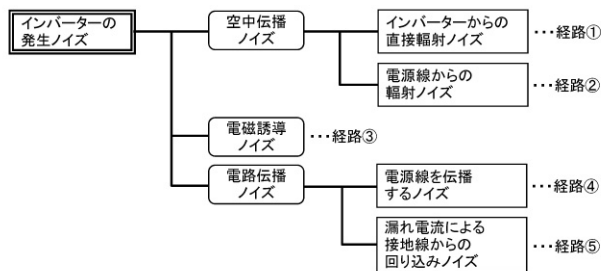 インバーターの
発生ノイズ
空中伝播
ノイズ
インバーターからの
直接輻射ノイズ
･･･経路①
電源線からの
輻射ノイズ
･･･経路②
電磁誘導
ノイズ
･･･経路③
電路伝播
ノイズ
電源線を伝播
するノイズ
･･･経路④
漏れ電流による
接地線からの
回り込みノイズ
･･･経路⑤